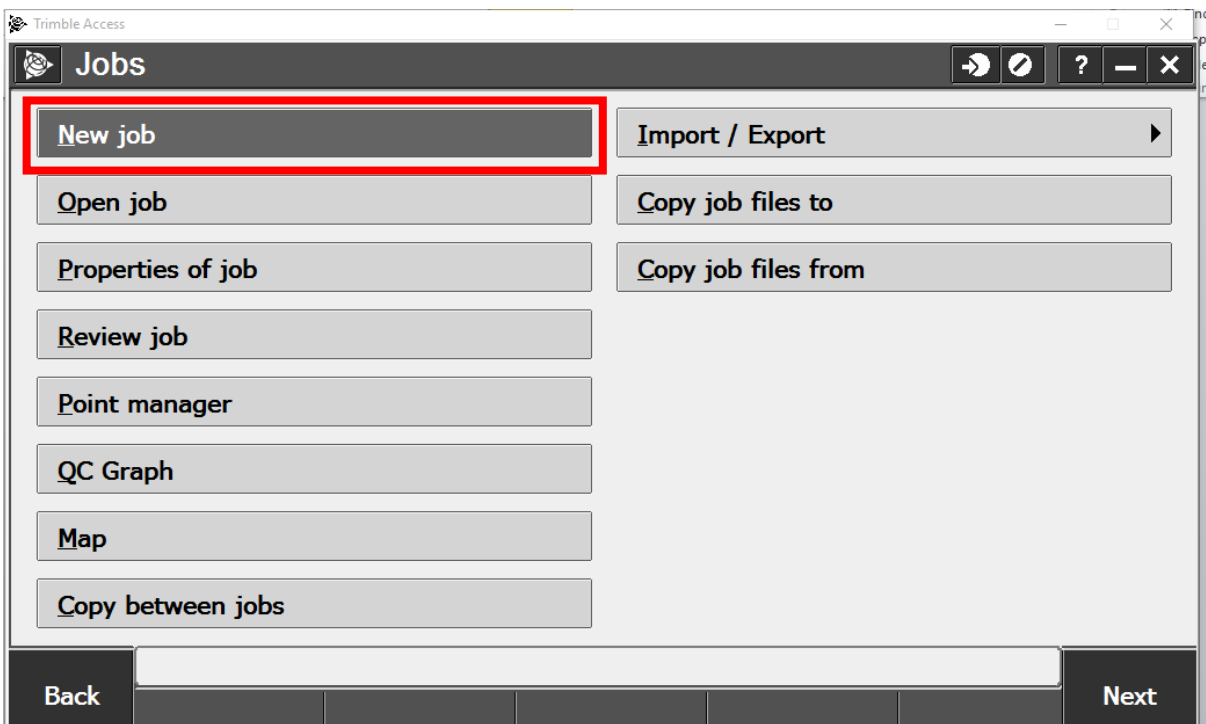 Trimble Access
Jobs
?
New job
Open job
Properties of job
Review job
Point manager
QC Graph
Map
Copy between jobs
Import / Export
Copy job files to
Copy job files from
Back
Next